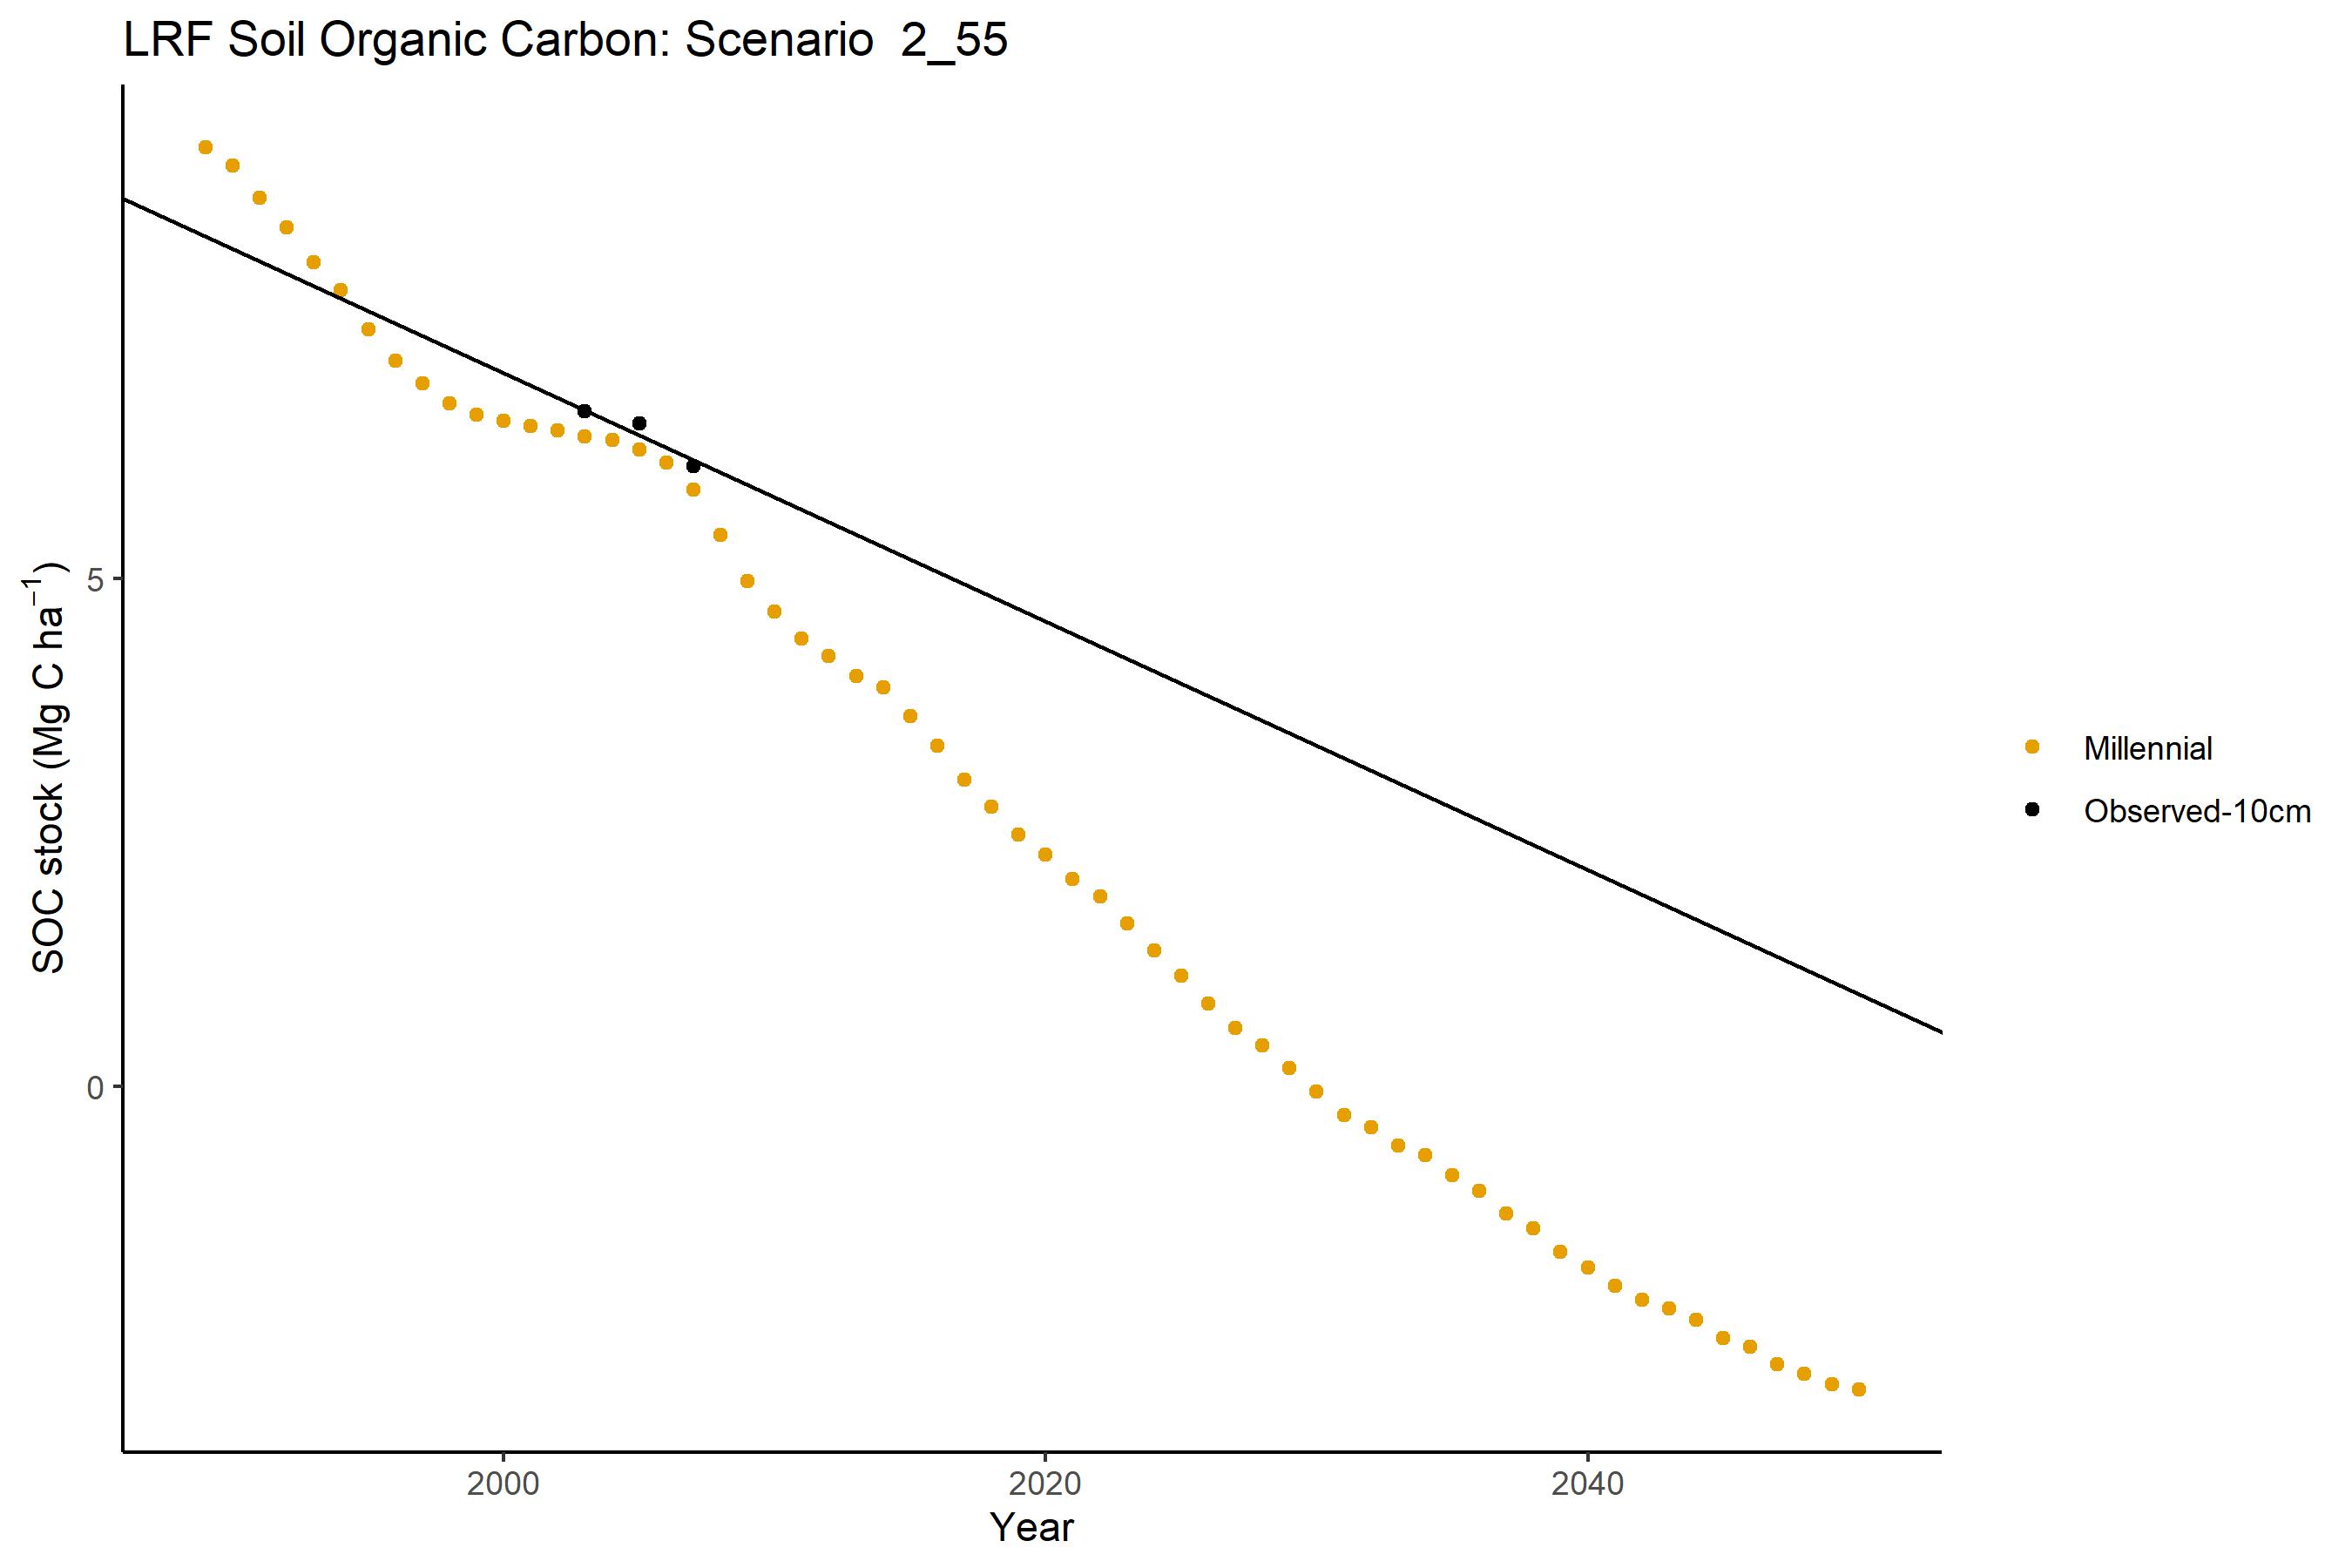 LRF Soil Organic Carbon: Scenario  2_55
SOC stock (Mg C ha⁻¹)
5
0
2000
2020
2040
Year
Millennial
Observed-10cm